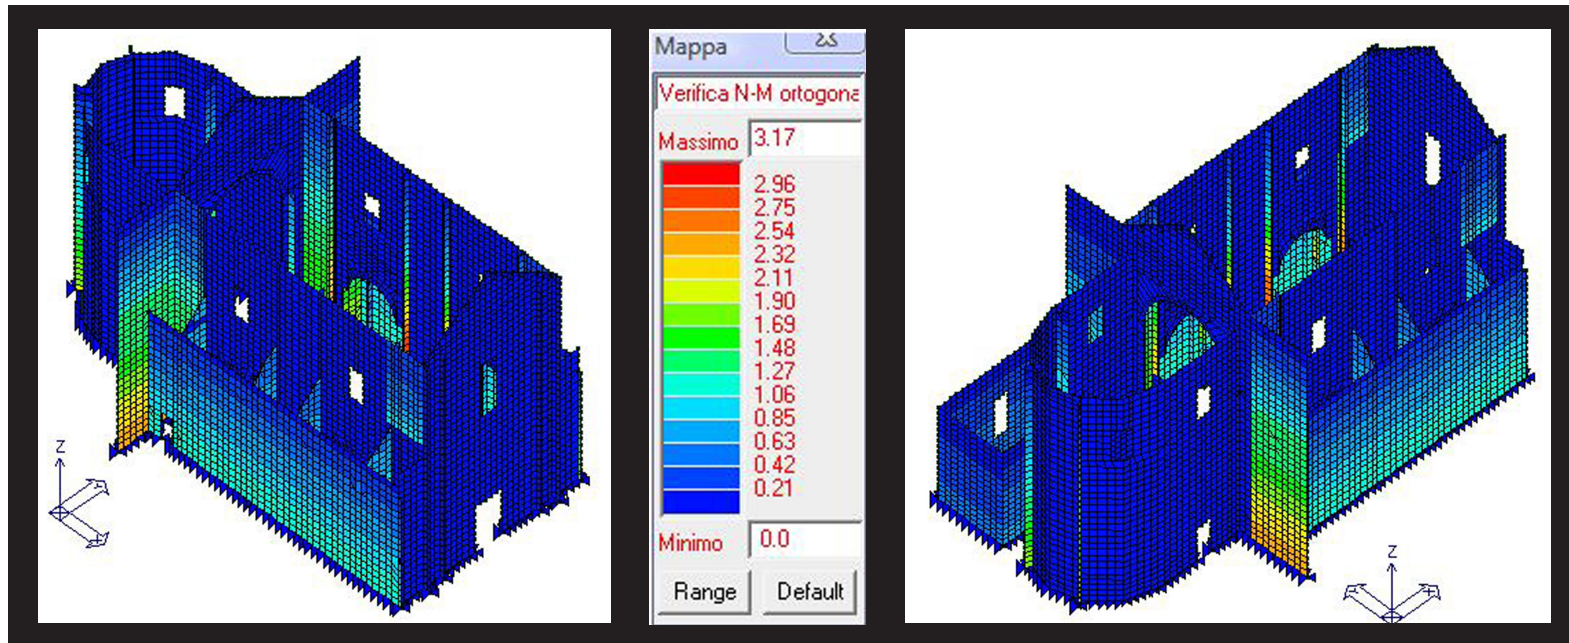 Mappa
Verifica N-M ortogona
Massimo 3.17
2.96
2.75
2.54
2.32
2.11
1.90
1.69
1.48
1.27
1.06
0.85
0.63
0.42
0.21
Minimo 0.0
Range Default
Z
Z